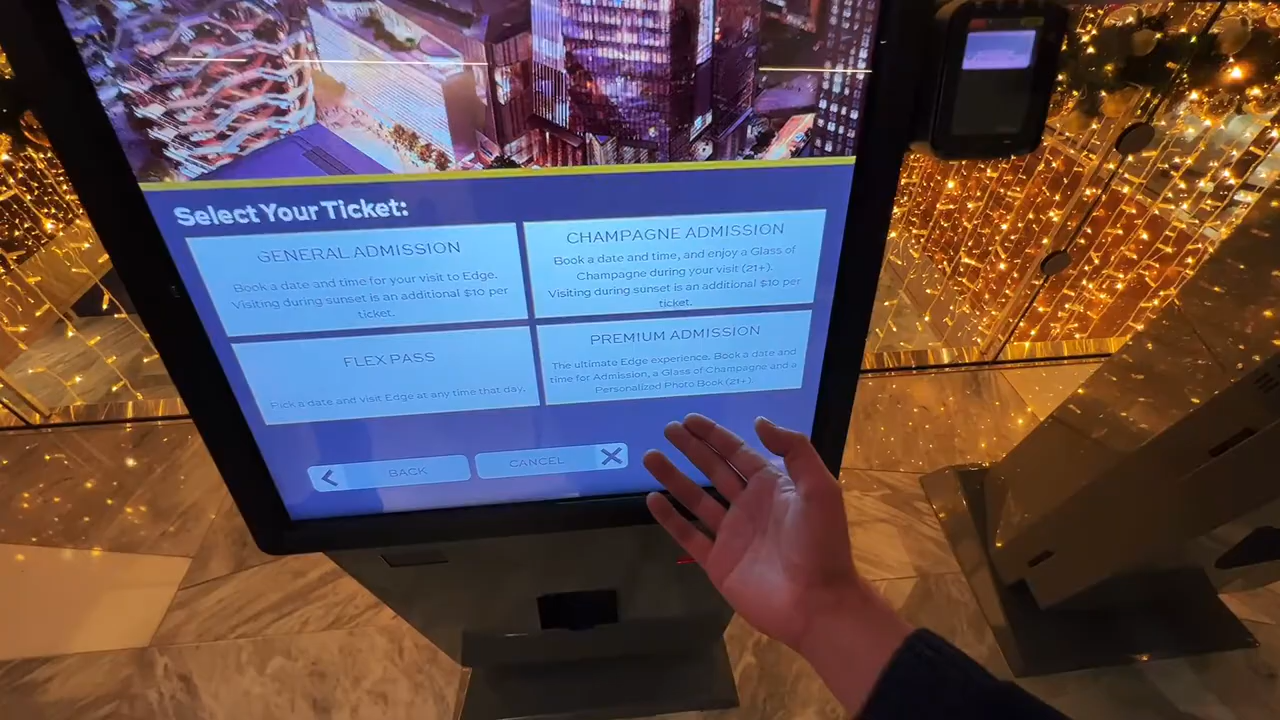 Select Your Ticket:
GENERAL ADMISSION
Book a date and time for your visit to Edge.
Visiting during sunset is an additional $10 per
ticket.
CHAMPAGNE ADMISSION
Book a date and time, and enjoy a Glass of
Champagne during your visit (21+).
Visiting during sunset is an additional $10 per
ticket.
FLEX PASS
Pick a date and visit Edge at any time that day.
PREMIUM ADMISSION
The ultimate Edge experience. Book a date and
time for Admission, a Glass of Champagne and a
Personalized Photo Book (21+).
BACK
CANCEL